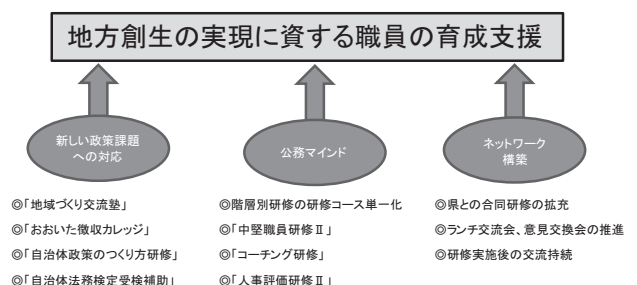 地方創生の実現に資する職員の育成支援
新しい政策課題
への対応
公務マインド
ネットワーク
構築
◎「地域づくり交流塾」
◎「おおいた徴収カレッジ」
◎「自治体政策のつくり方研修」
◎「自治体法務検定受検補助」
◎階層別研修の研修コース単一化
◎「中堅職員研修Ⅱ」
◎「コーチング研修」
◎「人事評価研修Ⅱ」
◎県との合同研修の拡充
◎ランチ交流会、意見交換会の推進
◎研修実施後の交流持続